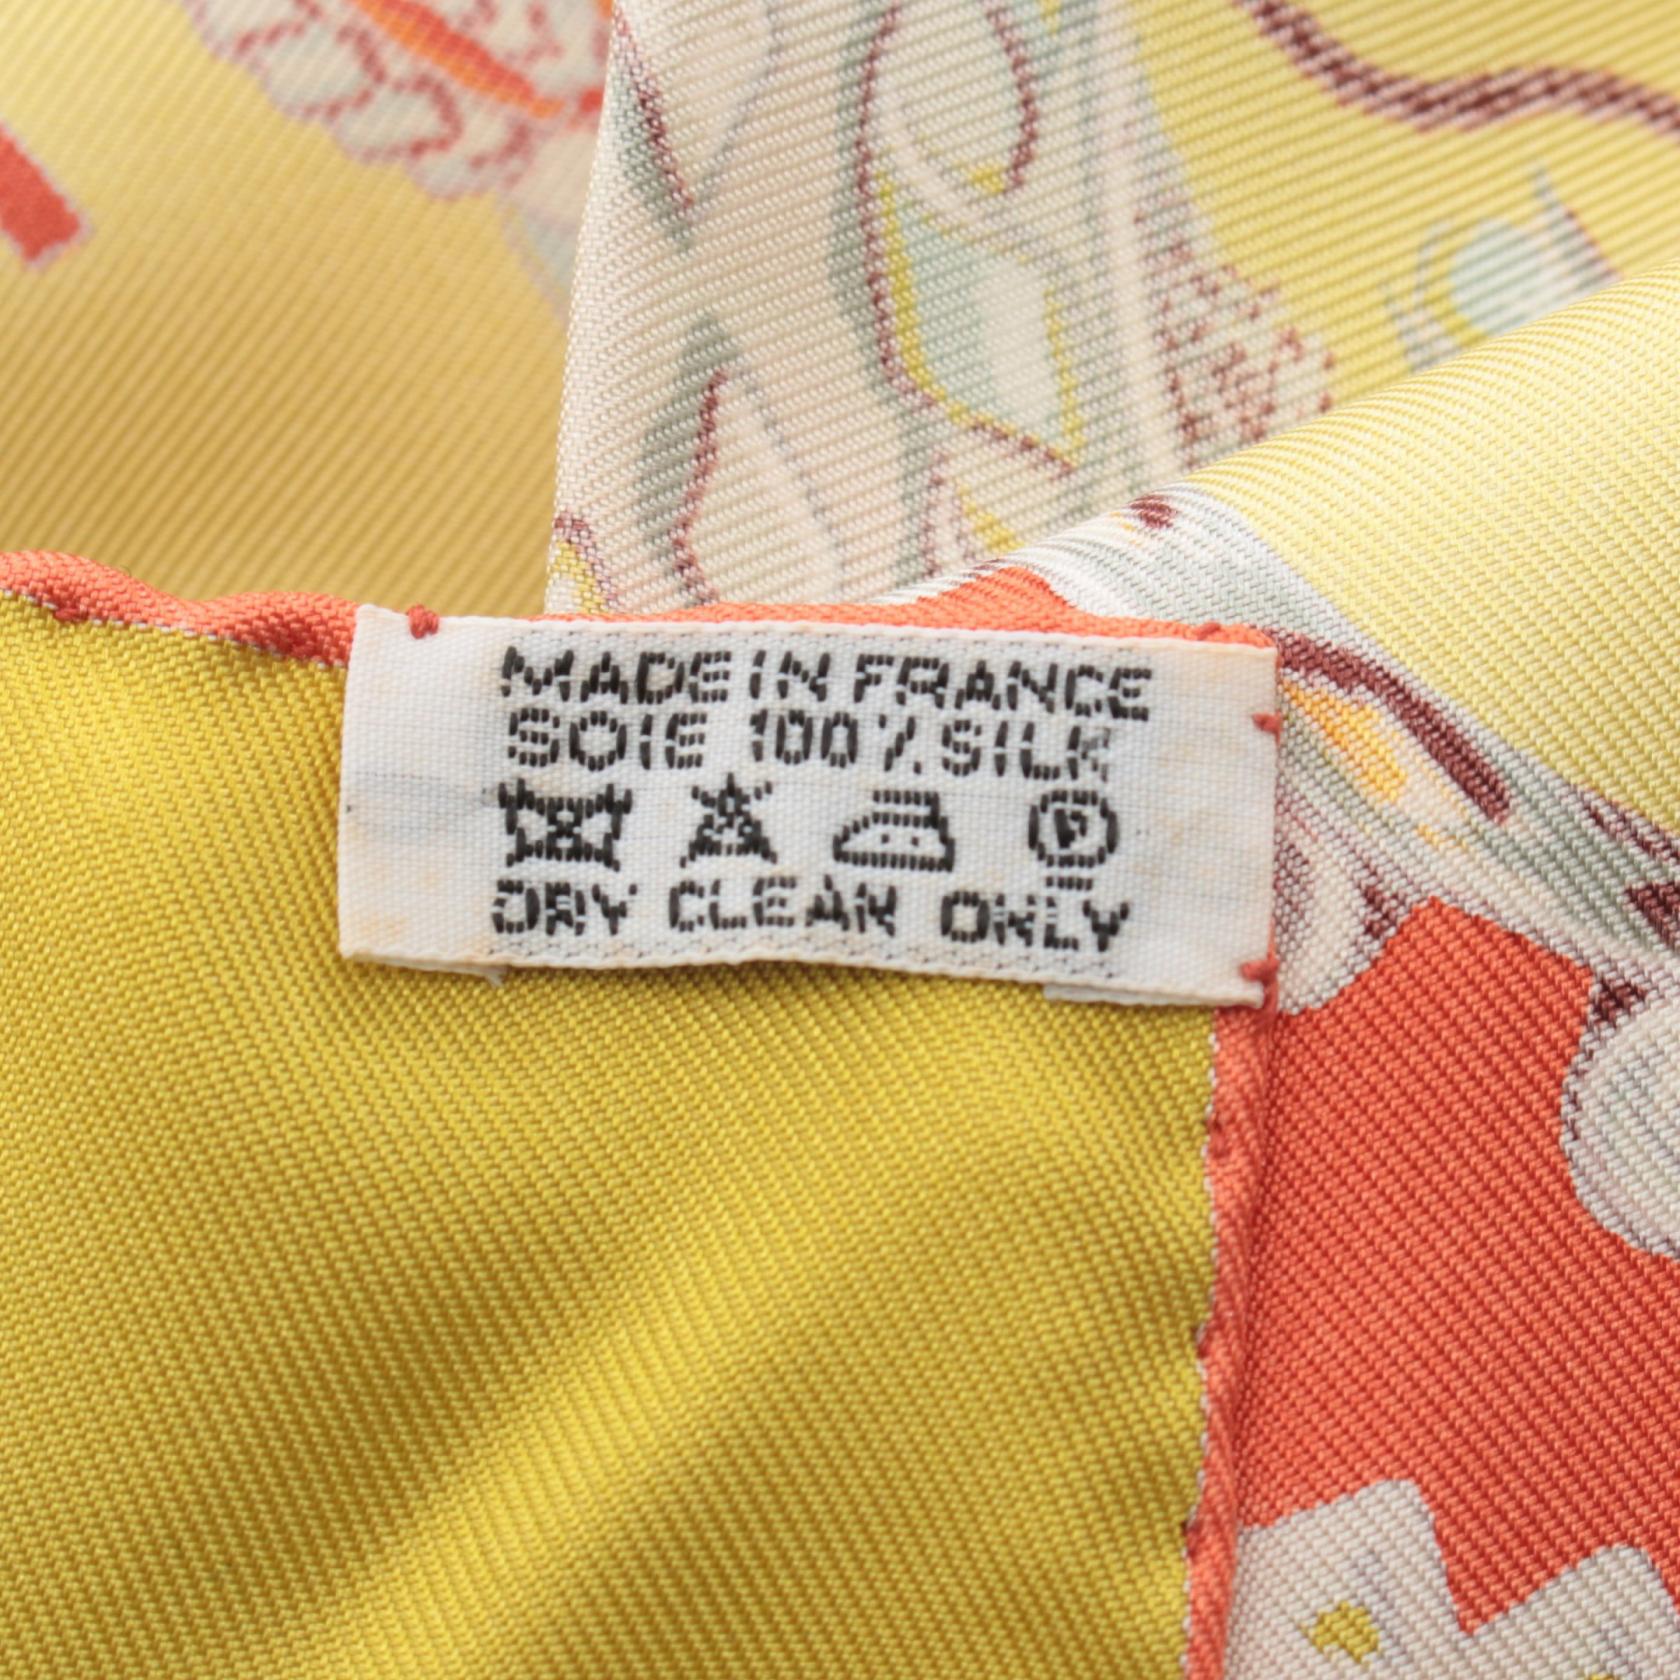 MADE IN FRANCE
SOIE 100% SILK
P
DRY CLEAN ONLY